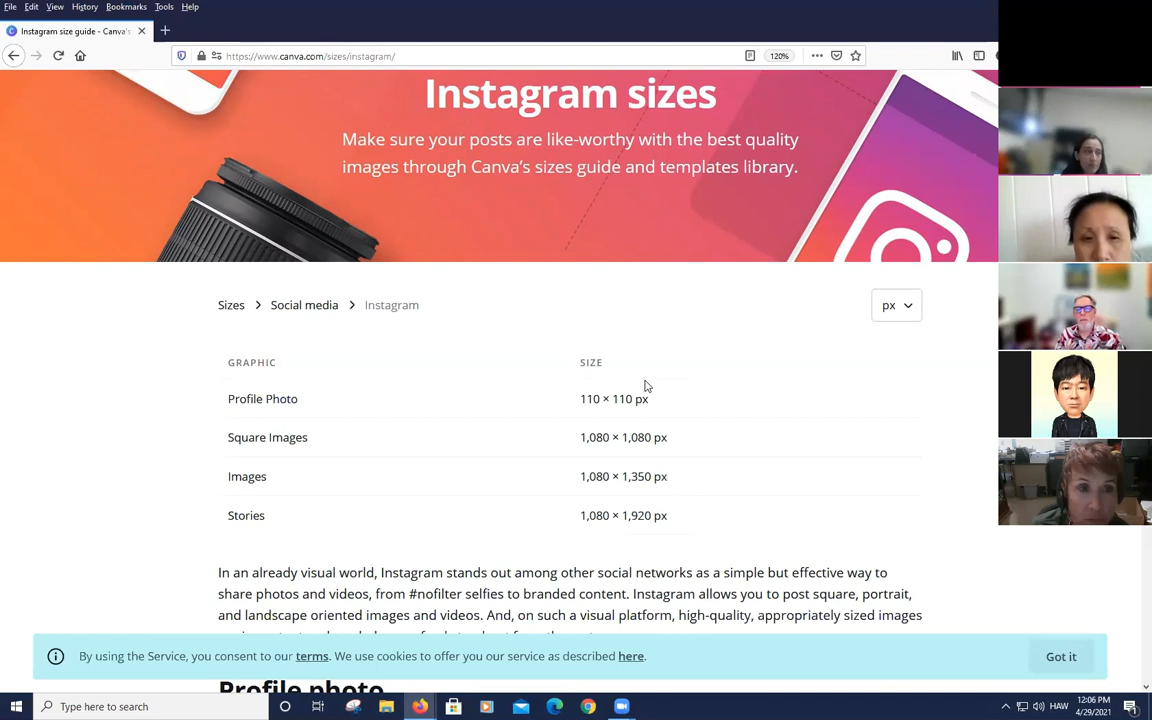 File Edit View History Bookmarks Tools Help
Instagram size guide - Canva's
https://www.canva.com/sizes/instagram/
120%
Instagram sizes
Make sure your posts are like-worthy with the best quality
images through Canva's sizes guide and templates library.
Sizes > Social media > Instagram
px
GRAPHIC SIZE
Profile Photo 110 × 110 px
Square Images 1,080 × 1,080 px
Images 1,080 × 1,350 px
Stories 1,080 × 1,920 px
In an already visual world, Instagram stands out among other social networks as a simple but effective way to
share photos and videos, from #nofilter selfies to branded content. Instagram allows you to post square, portrait,
and landscape oriented images and videos. And, on such a visual platform, high-quality, appropriately sized images
By using the Service, you consent to our terms. We use cookies to offer you our service as described here.
Got it
Profile photo
Type here to search
HAW
12:06 PM
4/29/2021